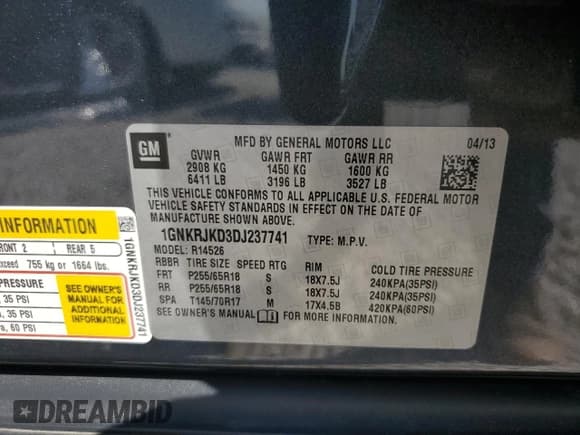 MFD BY GENERAL MOTORS LLC 04/13
GM
GVWR GAWR FRT GAWR RR
2908 KG 1450 KG 1600 KG
6411 LB 3196 LB 3527 LB
THIS VEHICLE CONFORMS TO ALL APPLICABLE U.S. FEDERAL MOTOR
VEHICLE SAFETY STANDARDS IN EFFECT ON THE DATE OF
MANUFACTURE SHOWN ABOVE.
1GNKRJKD3DJ237741 TYPE: M.P.V.
MODEL: R14526
RBBR TIRE SIZE SPEED RTG RIM COLD TIRE PRESSURE
FRT P255/65R18 S 18X7.5J 240KPA(35PSI)
RR P255/65R18 S 18X7.5J 240KPA(35PSI)
SPA T145/70R17 M 17X4.5B 420KPA(60PSI)
SEE OWNER'S MANUAL FOR MORE INFORMATION
INFORMATION
FRONT 2 REAR 5
755 kg or 1664 lbs.
PRESSURE
35 PSI
35 PSI
60 PSI
SEE OWNER'S
MANUAL FOR
ADDITIONAL
INFORMATION
1GNKRJKD3DJ237741
DREAMBID